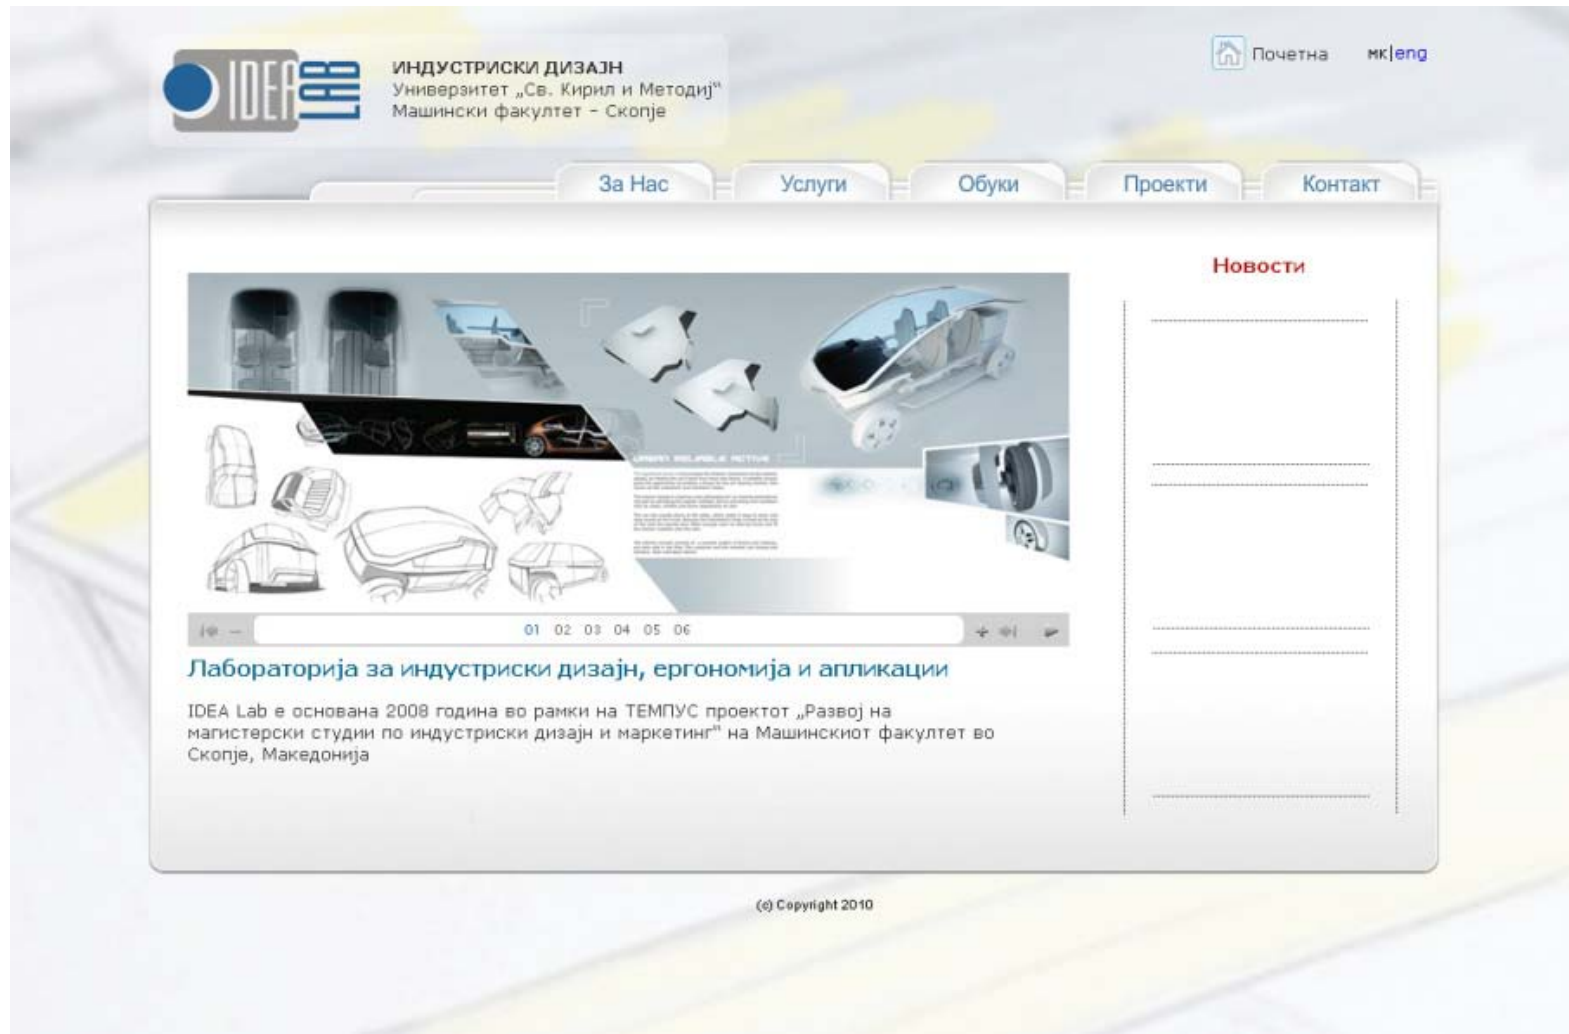 IDEA LAB
ИНДУСТРИСКИ ДИЗАЈН
Универзитет „Св. Кирил и Методиј“
Машински факултет – Скопје
Почетна
мк|eng
За Нас
Услуги
Обуки
Проекти
Контакт
Новости
URBAN RELIABLE ACTIVE
01 02 03 04 05 06
Лабораторија за индустриски дизајн, ергономија и апликации
IDEA Lab е основана 2008 година во рамки на ТЕМПУС проектот „Развој на
магистерски студии по индустриски дизајн и маркетинг“ на Машинскиот факултет во
Скопје, Македонија
(c) Copyright 2010